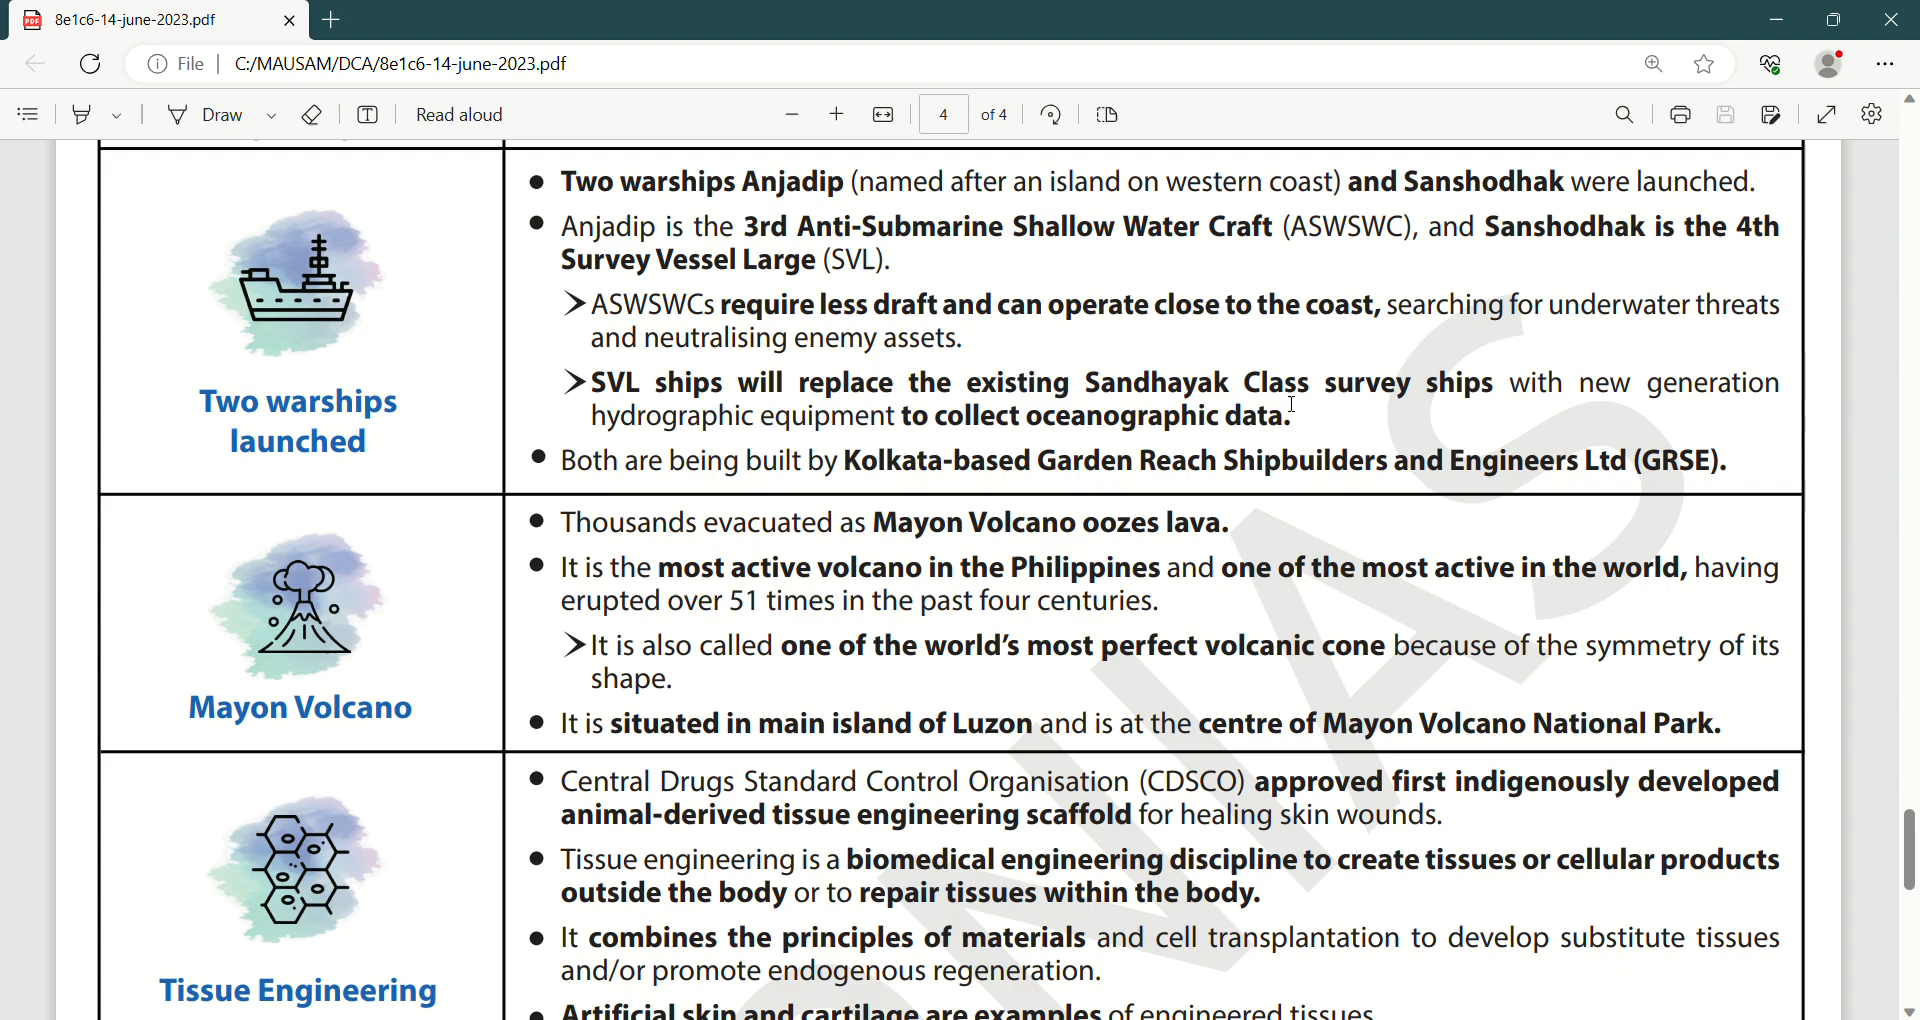 8e1c6-14-june-2023.pdf
File
C:/MAUSAM/DCA/8e1c6-14-june-2023.pdf
Draw
Read aloud
4 of 4
Two warships launched
• Two warships Anjadip (named after an island on western coast) and Sanshodhak were launched.
• Anjadip is the 3rd Anti-Submarine Shallow Water Craft (ASWSWC), and Sanshodhak is the 4th
Survey Vessel Large (SVL).
➢ ASWSWCs require less draft and can operate close to the coast, searching for underwater threats
and neutralising enemy assets.
➢ SVL ships will replace the existing Sandhayak Class survey ships with new generation
hydrographic equipment to collect oceanographic data.
• Both are being built by Kolkata-based Garden Reach Shipbuilders and Engineers Ltd (GRSE).
Mayon Volcano
• Thousands evacuated as Mayon Volcano oozes lava.
• It is the most active volcano in the Philippines and one of the most active in the world, having
erupted over 51 times in the past four centuries.
➢ It is also called one of the world's most perfect volcanic cone because of the symmetry of its
shape.
• It is situated in main island of Luzon and is at the centre of Mayon Volcano National Park.
Tissue Engineering
• Central Drugs Standard Control Organisation (CDSCO) approved first indigenously developed
animal-derived tissue engineering scaffold for healing skin wounds.
• Tissue engineering is a biomedical engineering discipline to create tissues or cellular products
outside the body or to repair tissues within the body.
• It combines the principles of materials and cell transplantation to develop substitute tissues
and/or promote endogenous regeneration.
• Artificial skin and cartilage are examples of engineered tissues